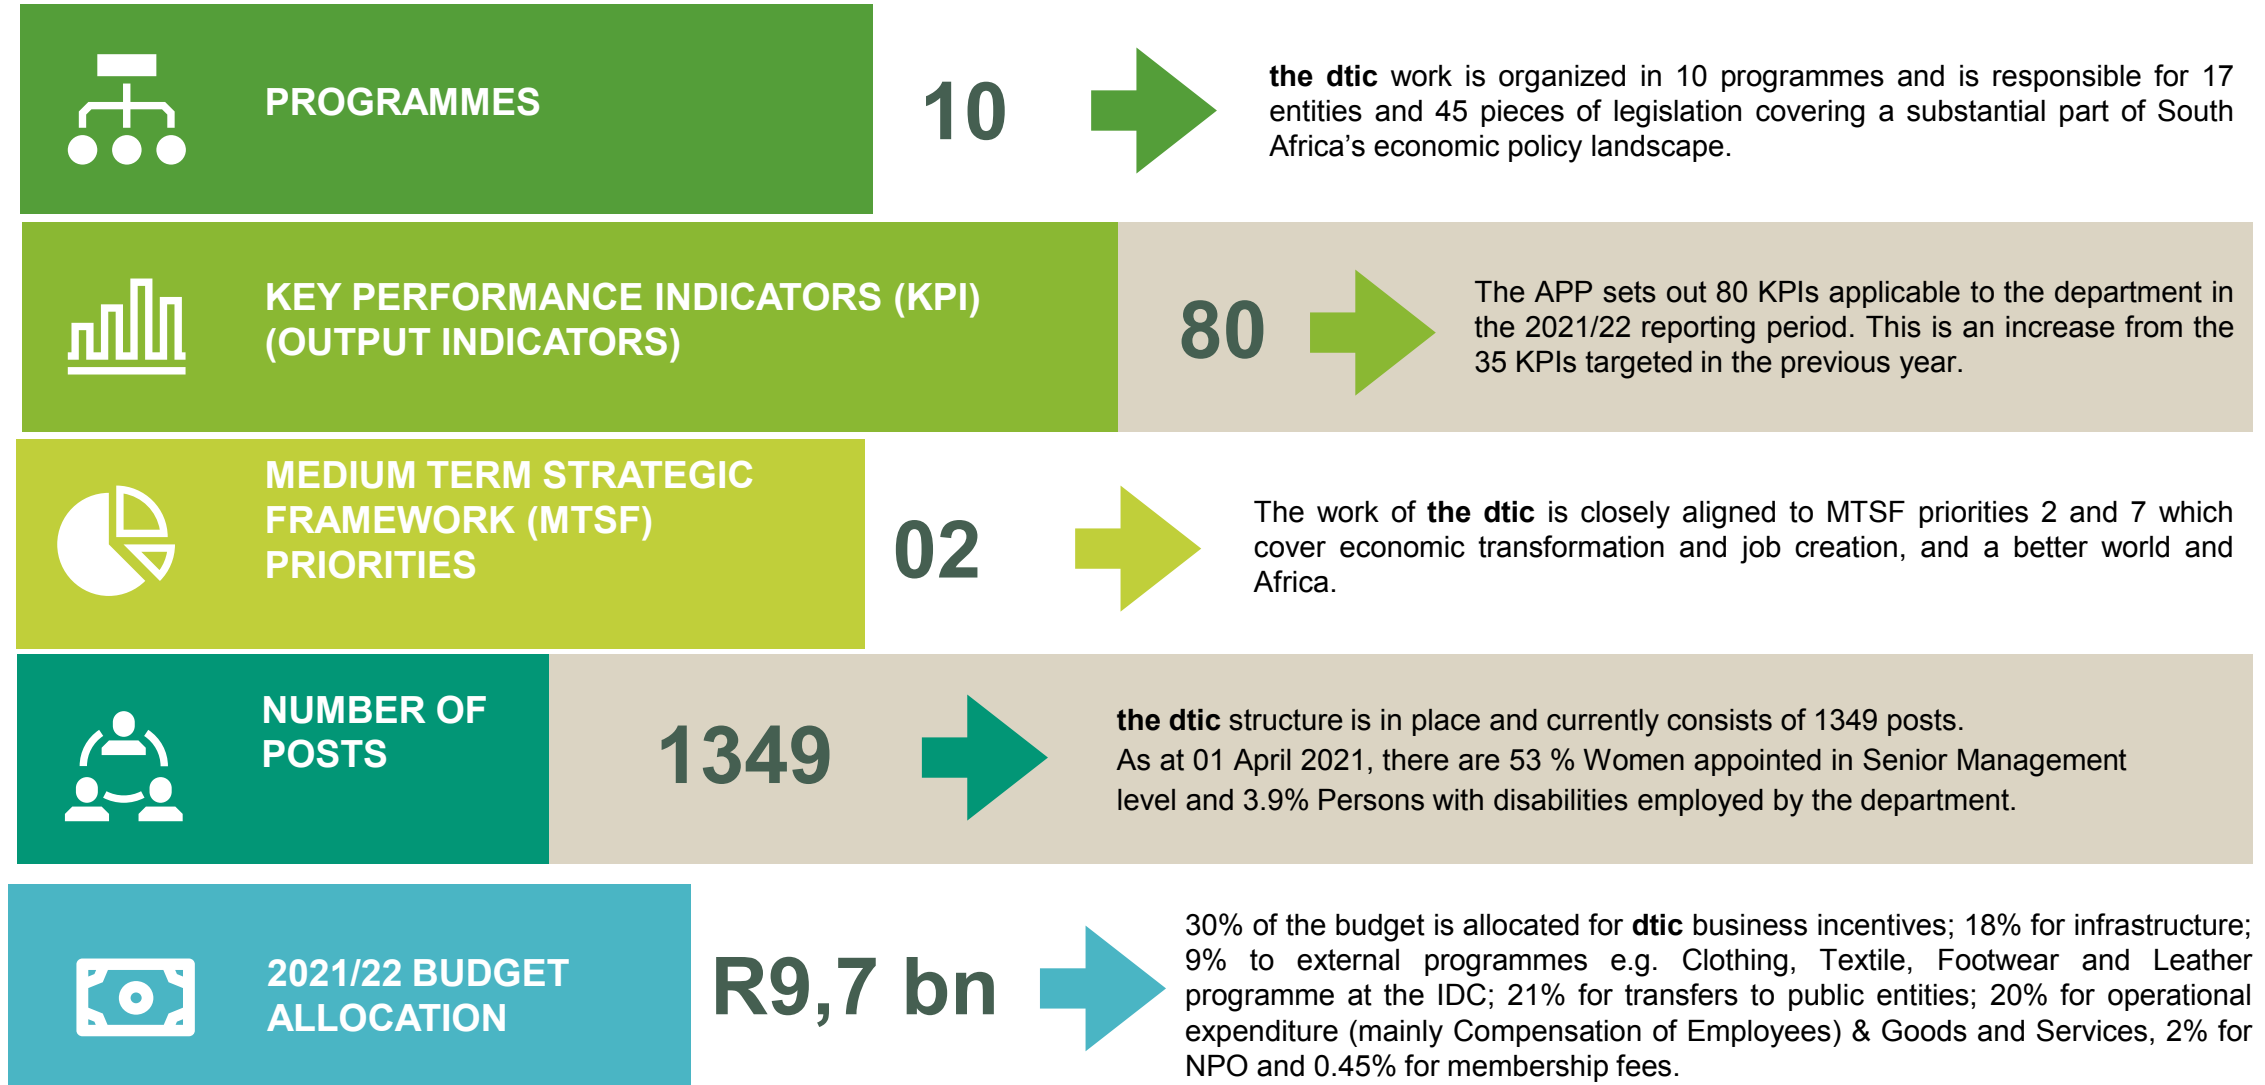 PROGRAMMES
10
the dtic work is organized in 10 programmes and is responsible for 17
entities and 45 pieces of legislation covering a substantial part of South
Africa’s economic policy landscape.
KEY PERFORMANCE INDICATORS (KPI)
(OUTPUT INDICATORS)
80
The APP sets out 80 KPIs applicable to the department in
the 2021/22 reporting period. This is an increase from the
35 KPIs targeted in the previous year.
MEDIUM TERM STRATEGIC
FRAMEWORK (MTSF)
PRIORITIES
02
The work of the dtic is closely aligned to MTSF priorities 2 and 7 which
cover economic transformation and job creation, and a better world and
Africa.
NUMBER OF
POSTS
1349
the dtic structure is in place and currently consists of 1349 posts.
As at 01 April 2021, there are 53 % Women appointed in Senior Management
level and 3.9% Persons with disabilities employed by the department.
2021/22 BUDGET
ALLOCATION
R9,7 bn
30% of the budget is allocated for dtic business incentives; 18% for infrastructure;
9% to external programmes e.g. Clothing, Textile, Footwear and Leather
programme at the IDC; 21% for transfers to public entities; 20% for operational
expenditure (mainly Compensation of Employees) & Goods and Services, 2% for
NPO and 0.45% for membership fees.